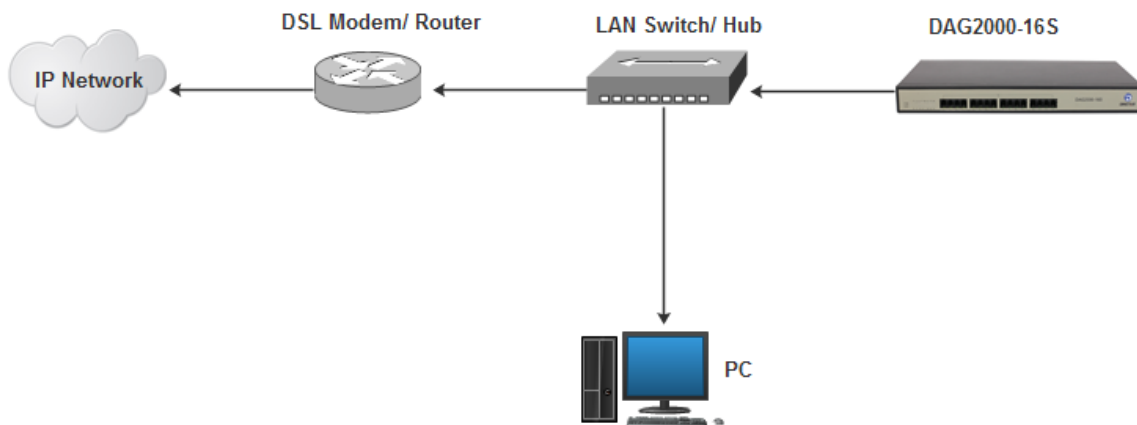 DSL Modem/ Router
LAN Switch/ Hub
DAG2000-16S
IP Network
PC